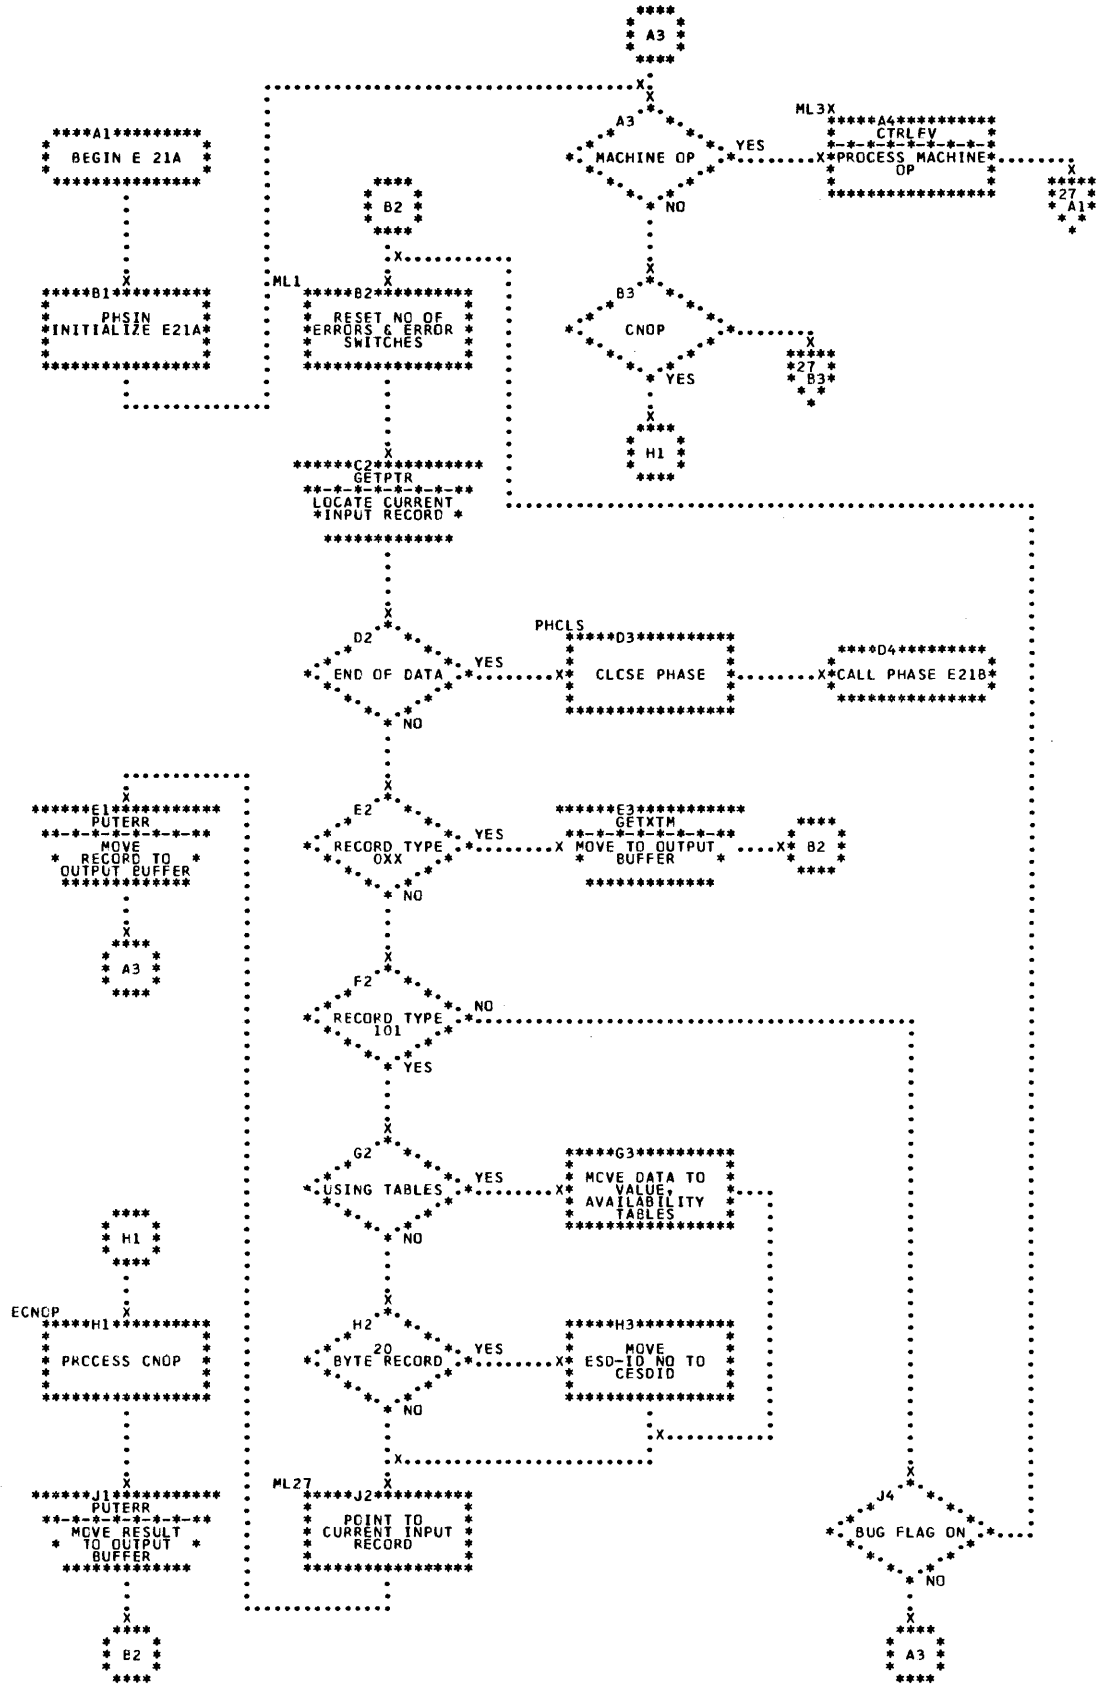 A3
ML3X
****A1*********
BEGIN E 21A
A3
MACHINE OP
YES
NO
*****A4**********
CTRLFV
*-*-*-*-*-*-*-*
PROCESS MACHINE
OP
27
A1
B2
ML1
*****B1**********
PHSIN
INITIALIZE E21A
*****B2**********
RESET NO OF
ERRORS & ERROR
SWITCHES
B3
CNOP
YES
27
B3
H1
******C2***********
GETPTR
**-*-*-*-*-*-*-**
LOCATE CURRENT
INPUT RECORD
D2
END OF DATA
YES
NO
PHCLS
*****D3**********
CLCSE PHASE
****D4*********
CALL PHASE E21B
******E1***********
PUTERR
**-*-*-*-*-*-*-**
MOVE
RECORD TO
OUTPUT BUFFER
E2
RECORD TYPE
0XX
YES
NO
******E3***********
GETXTM
**-*-*-*-*-*-*-**
MOVE TO OUTPUT
BUFFER
B2
A3
F2
RECORD TYPE
101
NO
YES
G2
USING TABLES
YES
NO
*****G3**********
MCVE DATA TO
VALUE,
AVAILABILITY
TABLES
H1
ECNOP
*****H1**********
PRCCESS CNOP
H2
20
BYTE RECORD
YES
NO
*****H3**********
MOVE
ESD-ID NO TO
CESDID
******J1***********
PUTERR
**-*-*-*-*-*-*-**
MOVE RESULT
TO OUTPUT
BUFFER
ML27
*****J2**********
POINT TO
CURRENT INPUT
RECORD
J4
BUG FLAG ON
NO
B2
A3